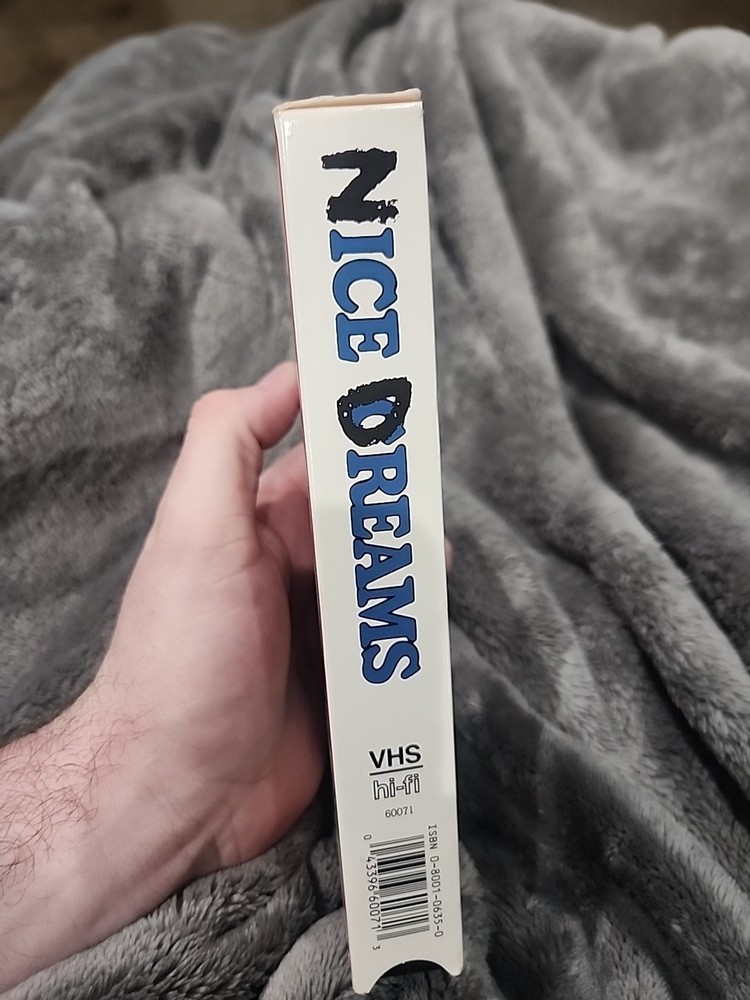 NICE DREAMS
VHS
hi-fi
60071
ISBN 0-8001-0635-0
0 43396 60071 3